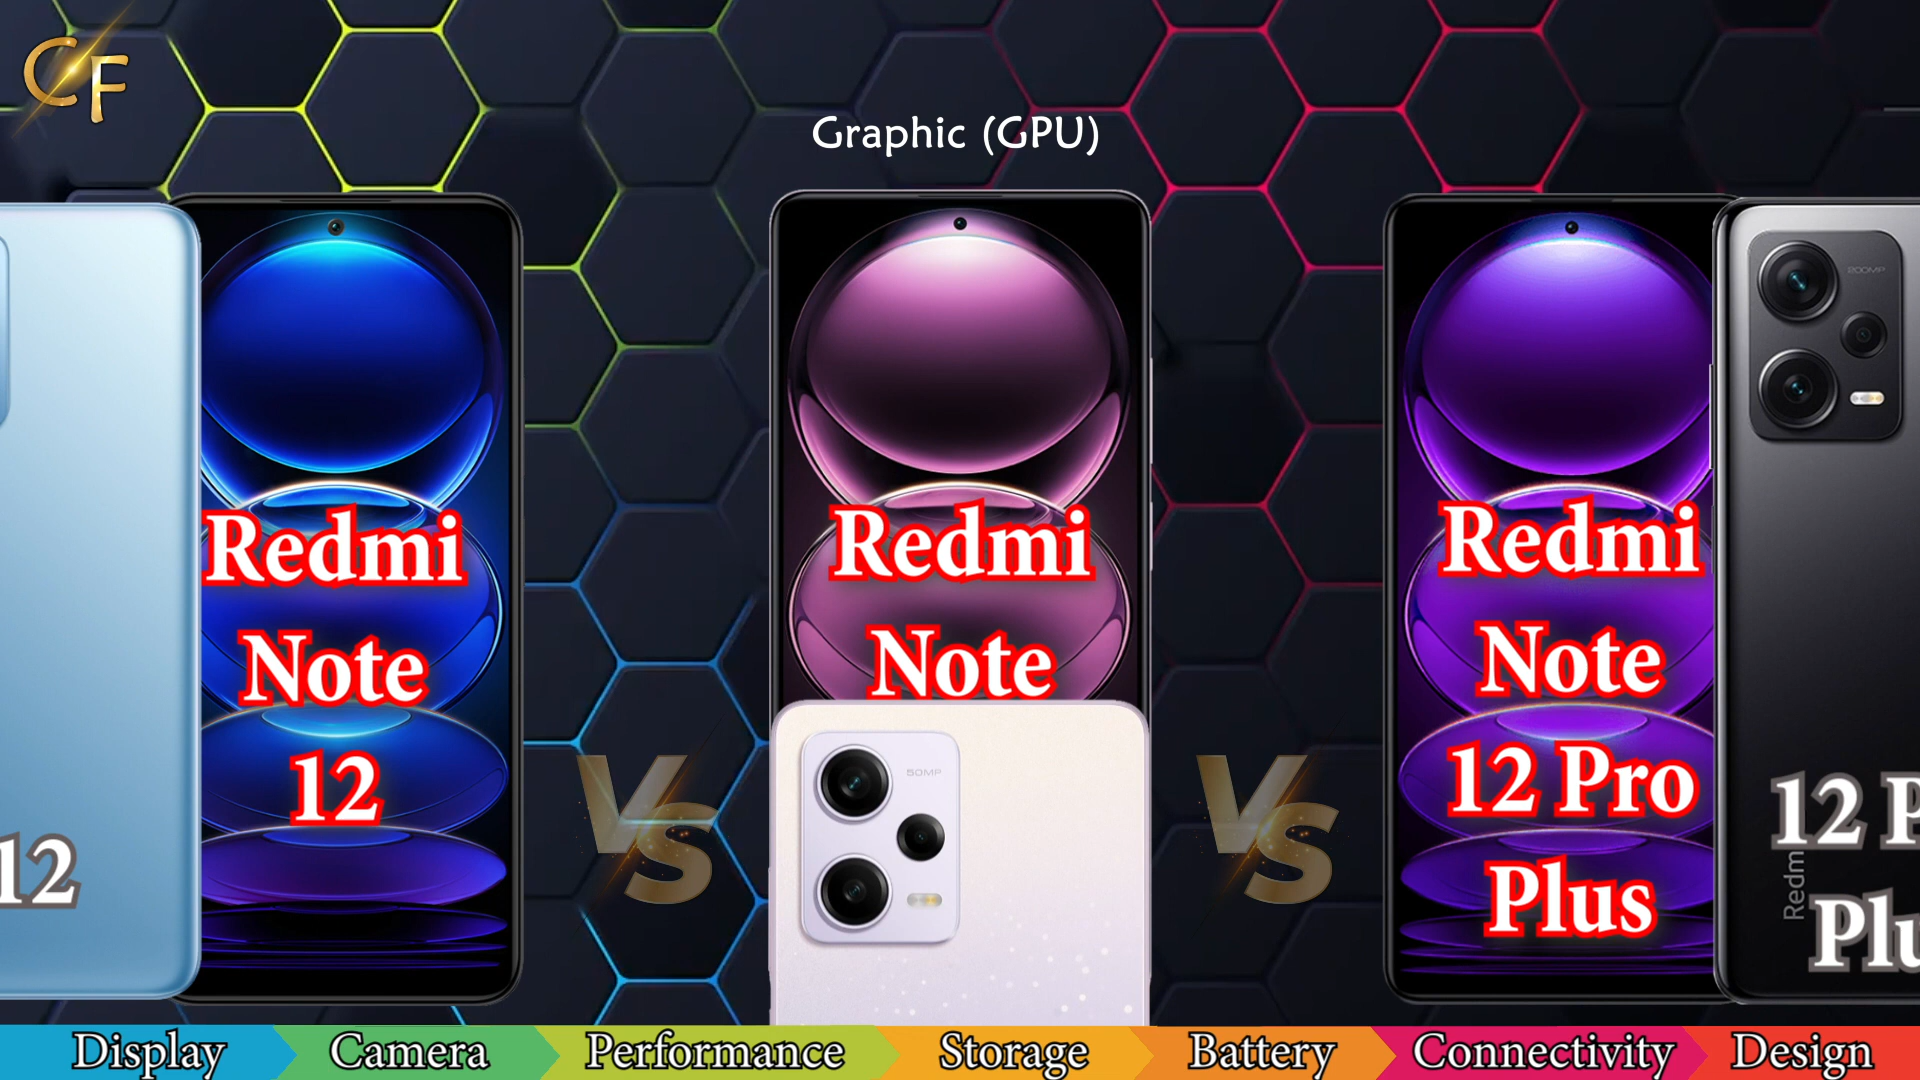 CF
Graphic (GPU)
200MP
Redmi
Note
12
Redmi
Note
50MP
Redmi
Note
12 Pro
Plus
VS
VS
12
12 P
Plu
Redm
Display
Camera
Performance
Storage
Battery
Connectivity
Design